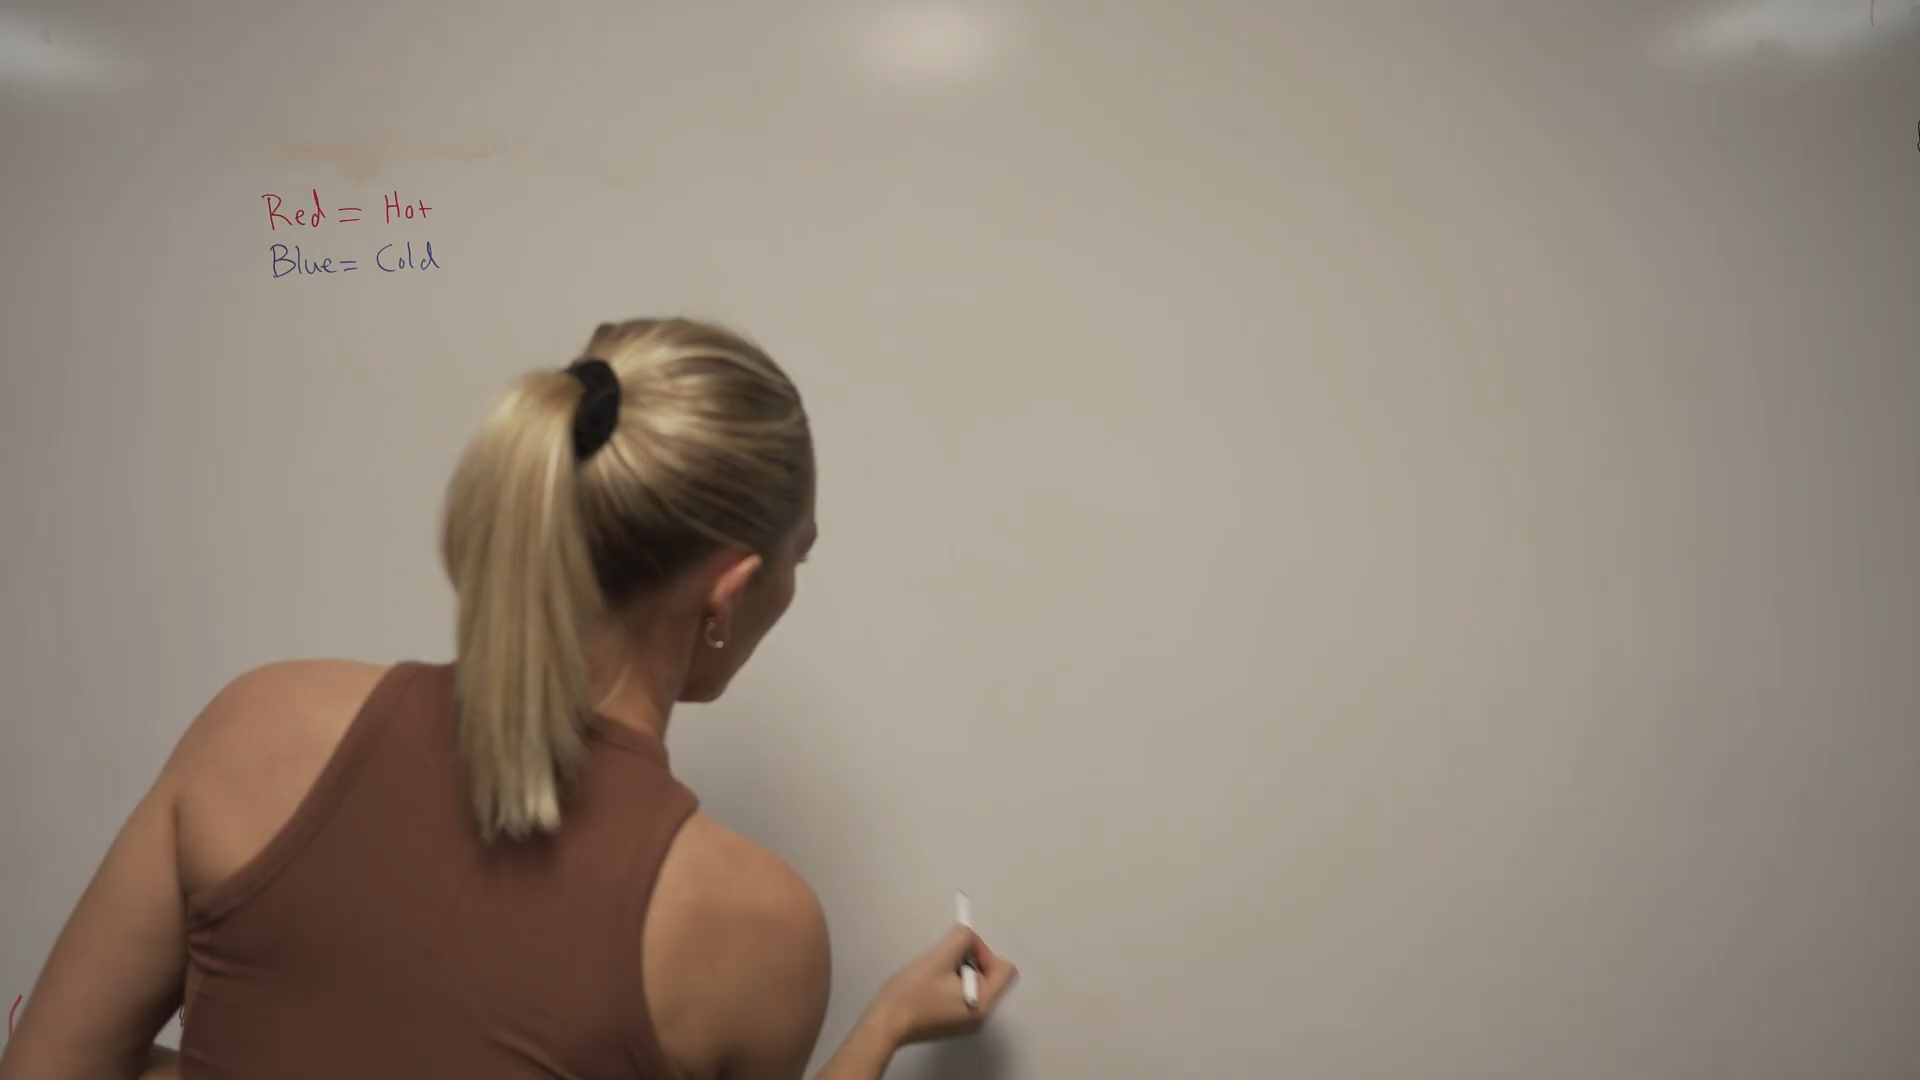 Red = Hot
Blue = Cold